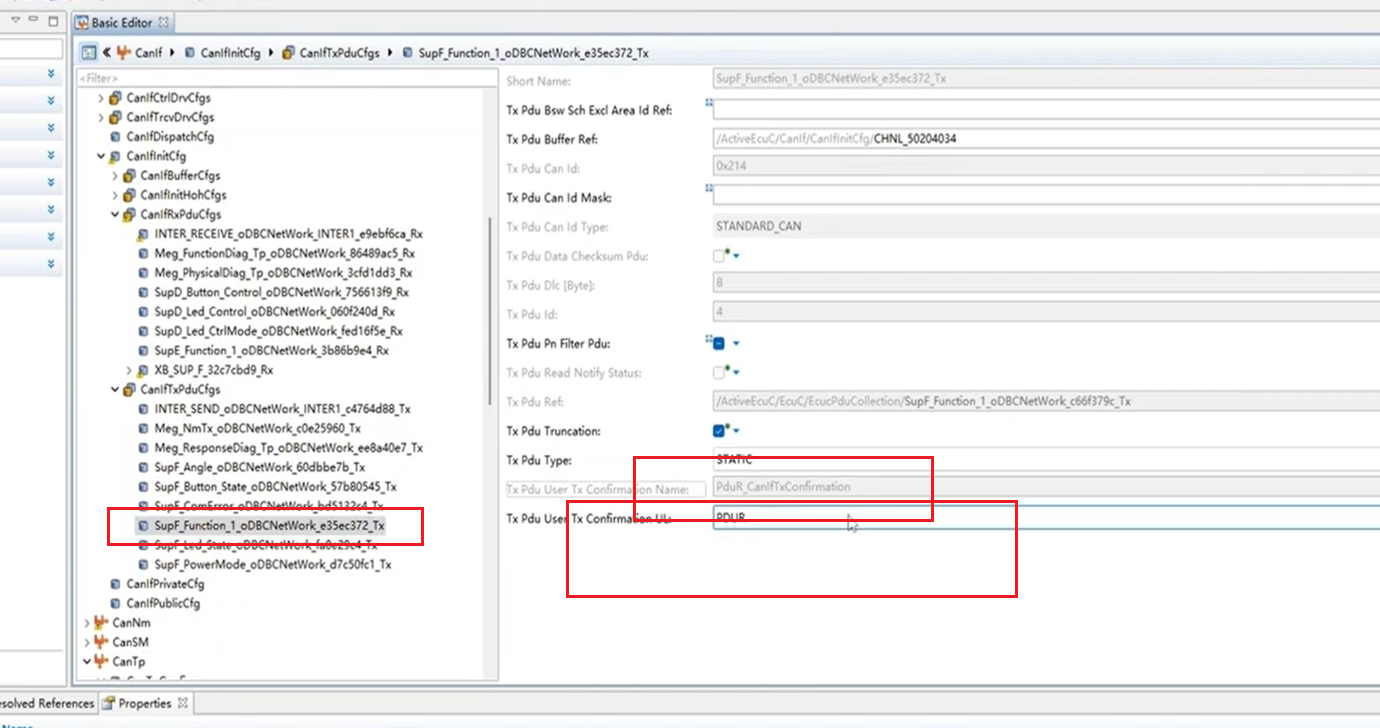 Basic Editor
CanIf CanIfInitCfg CanIfTxPduCfgs SupF_Function_1_oDBCNetWork_e35ec372_Tx
<Filter>
CanIfCtrlDrvCfgs
CanIfTrcvDrvCfgs
CanIfDispatchCfg
CanIfInitCfg
CanIfBufferCfgs
CanIfInitHohCfgs
CanIfRxPduCfgs
INTER_RECEIVE_oDBCNetWork_INTER1_e9ebf6ca_Rx
Meg_FunctionDiag_Tp_oDBCNetWork_86489ac5_Rx
Meg_PhysicalDiag_Tp_oDBCNetWork_3cfd1dd3_Rx
SupD_Button_Control_oDBCNetWork_756613f9_Rx
SupD_Led_Control_oDBCNetWork_060f240d_Rx
SupD_Led_CtrlMode_oDBCNetWork_fed16f5e_Rx
SupE_Function_1_oDBCNetWork_3b86b9e4_Rx
XB_SUP_F_32c7cbd9_Rx
CanIfTxPduCfgs
INTER_SEND_oDBCNetWork_INTER1_c4764d88_Tx
Meg_NmTx_oDBCNetWork_c0e25960_Tx
Meg_ResponseDiag_Tp_oDBCNetWork_ee8a40e7_Tx
SupF_Angle_oDBCNetWork_60dbbe7b_Tx
SupF_Button_State_oDBCNetWork_57b80545_Tx
SupF_ComError_oDBCNetWork_bd5132c4_Tx
SupF_Function_1_oDBCNetWork_e35ec372_Tx
SupF_Led_State_oDBCNetWork_fa0e29c4_Tx
SupF_PowerMode_oDBCNetWork_d7c50fc1_Tx
CanIfPrivateCfg
CanIfPublicCfg
CanNm
CanSM
CanTp
Short Name: SupF_Function_1_oDBCNetWork_e35ec372_Tx
Tx Pdu Bsw Sch Excl Area Id Ref:
Tx Pdu Buffer Ref: /ActiveEcuC/CanIf/CanIfInitCfg/CHNL_50204034
Tx Pdu Can Id: 0x214
Tx Pdu Can Id Mask:
Tx Pdu Can Id Type: STANDARD_CAN
Tx Pdu Data Checksum Pdu:
Tx Pdu Dlc [Byte]: 8
Tx Pdu Id: 4
Tx Pdu Pn Filter Pdu:
Tx Pdu Read Notify Status:
Tx Pdu Ref: /ActiveEcuC/EcuC/EcucPduCollection/SupF_Function_1_oDBCNetWork_c66f379c_Tx
Tx Pdu Truncation:
Tx Pdu Type: STATIC
Tx Pdu User Tx Confirmation Name: PduR_CanIfTxConfirmation
Tx Pdu User Tx Confirmation UL: PDUR
esolved References Properties